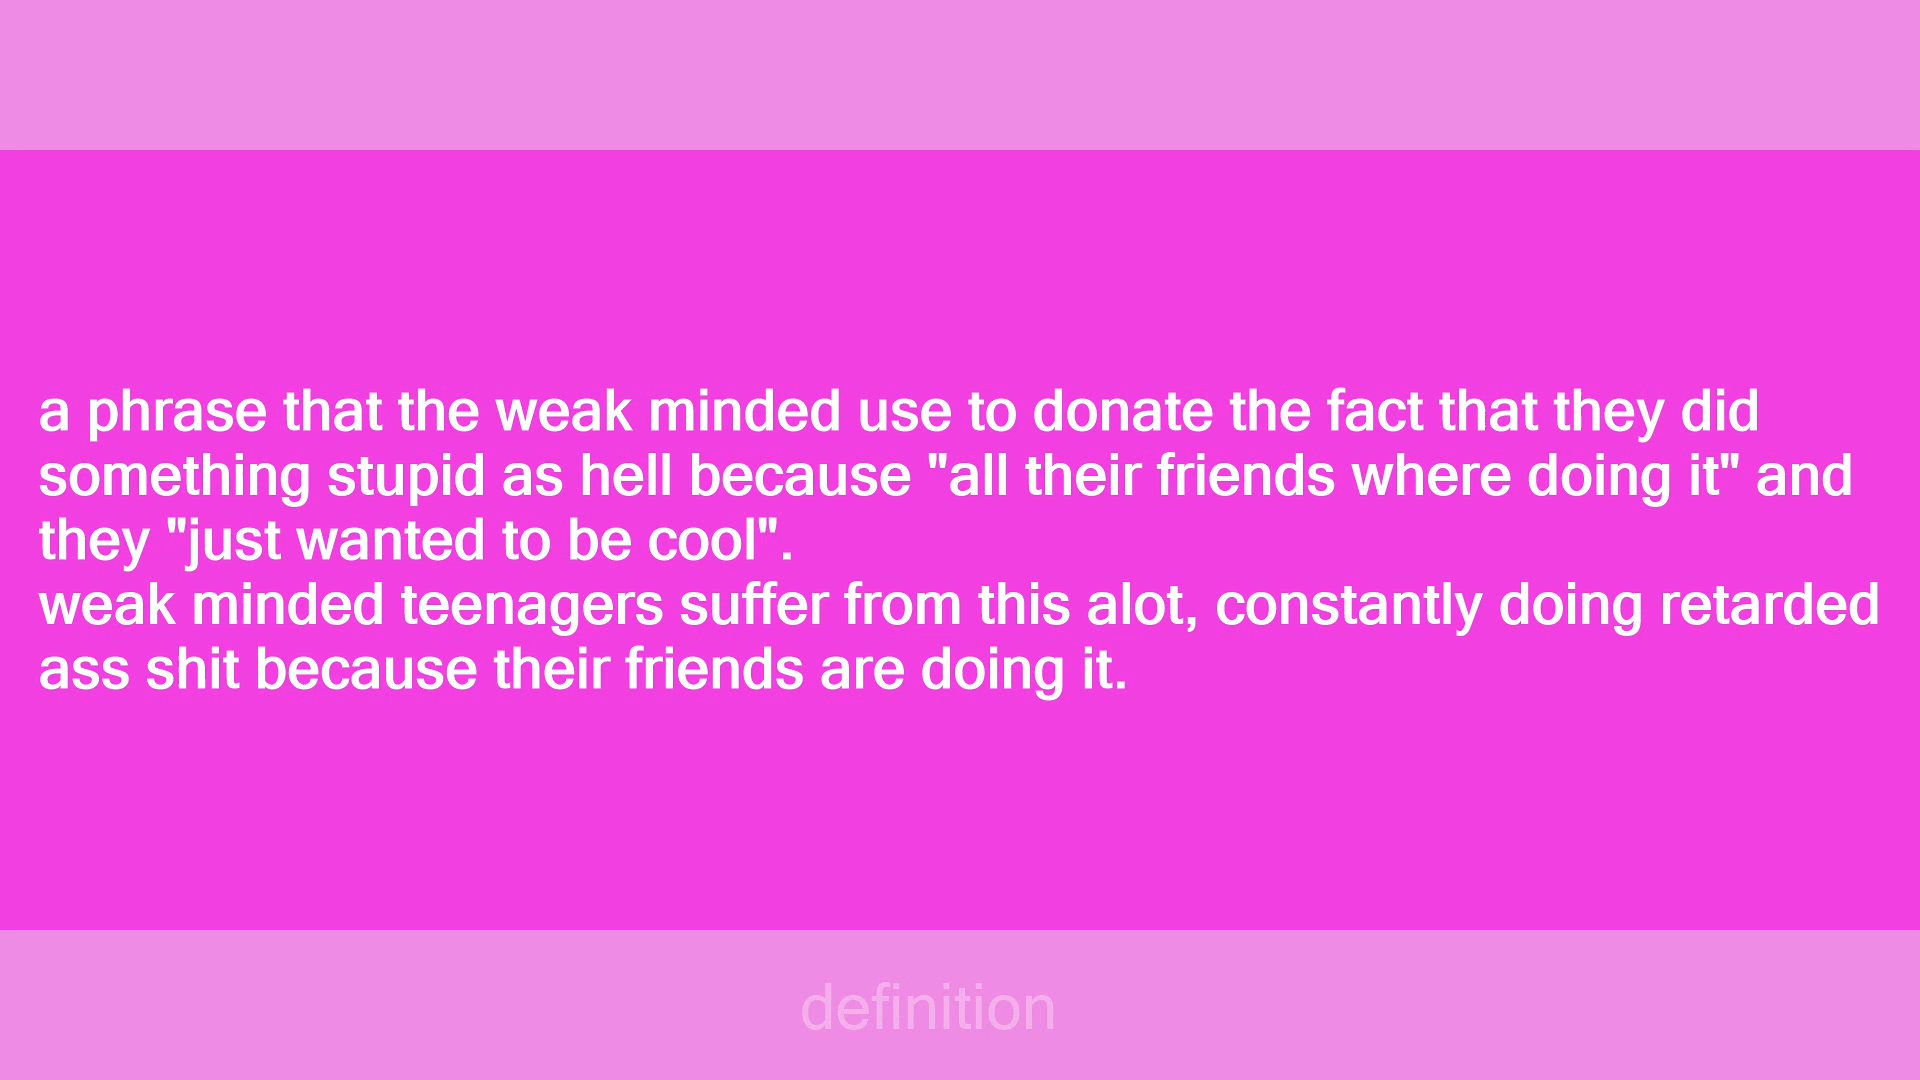 a phrase that the weak minded use to donate the fact that they did
something stupid as hell because "all their friends where doing it" and
they "just wanted to be cool".
weak minded teenagers suffer from this alot, constantly doing retarded
ass shit because their friends are doing it.
definition